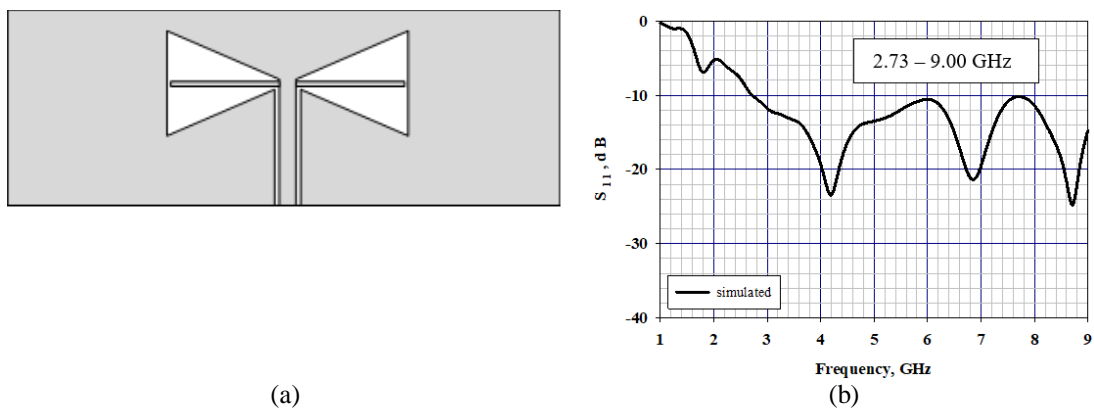 0
-10
-20
-30
-40
S 11, dB
2.73 – 9.00 GHz
simulated
1 2 3 4 5 6 7 8 9
Frequency, GHz
(a)
(b)